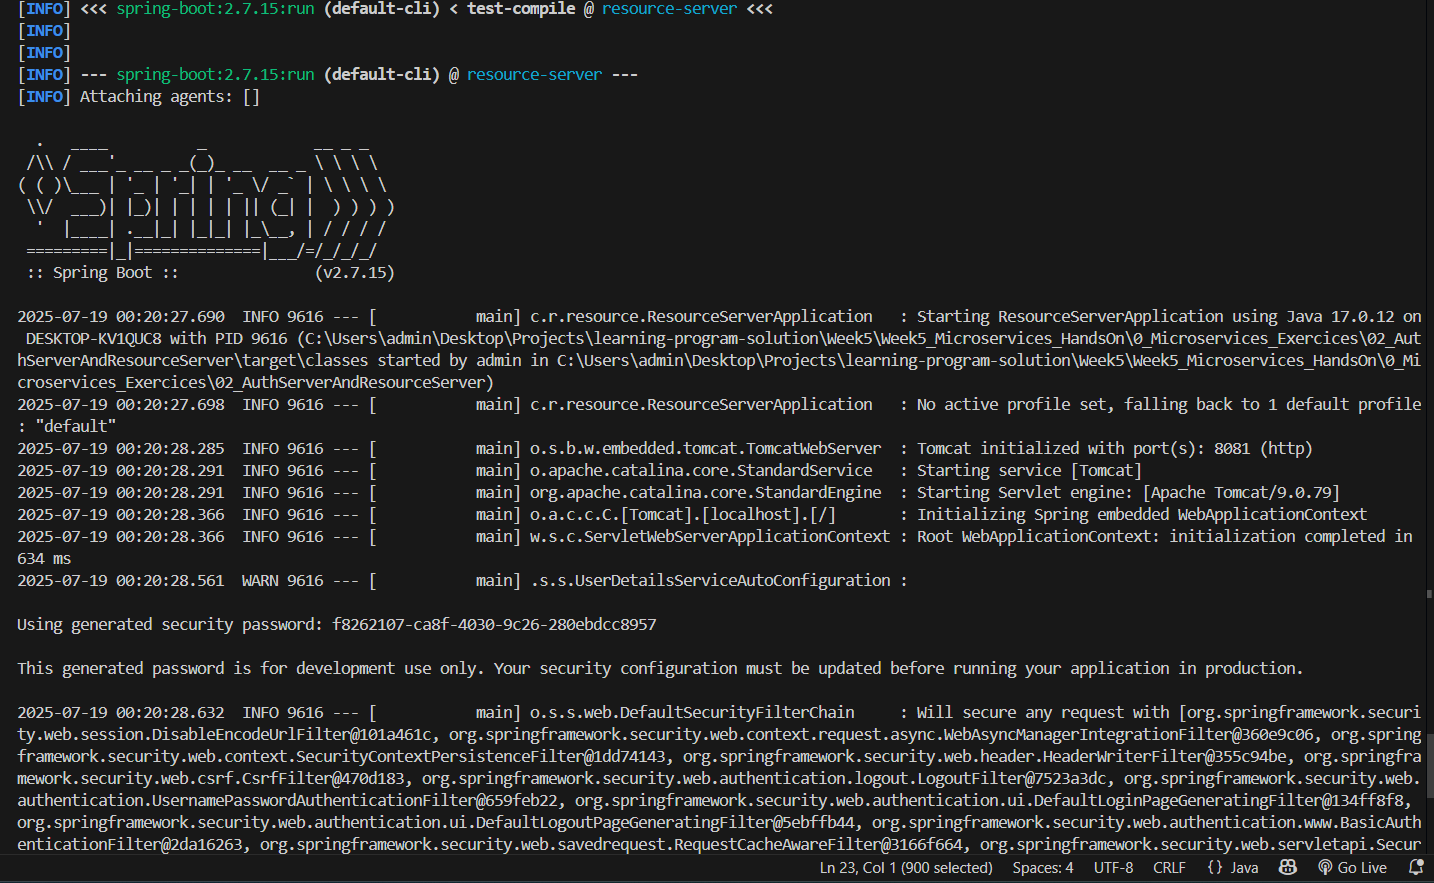 [INFO] <<< spring-boot:2.7.15:run (default-cli) < test-compile @ resource-server <<<
[INFO]
[INFO]
[INFO] --- spring-boot:2.7.15:run (default-cli) @ resource-server ---
[INFO] Attaching agents: []
  .   ____          _            __ _ _
 /\\ / ___'_ __ _ _(_)_ __  __ _ \ \ \ \
( ( )\___ | '_ | '_| | '_ \/ _` | \ \ \ \
 \\/  ___)| |_)| | | | | || (_| |  ) ) ) )
  '  |____| .__|_| |_|_| |_\__, | / / / /
 =========|_|==============|___/=/_/_/_/
 :: Spring Boot ::               (v2.7.15)
2025-07-19 00:20:27.690  INFO 9616 --- [           main] c.r.resource.ResourceServerApplication   : Starting ResourceServerApplication using Java 17.0.12 on
 DESKTOP-KV1QUC8 with PID 9616 (C:\Users\admin\Desktop\Projects\learning-program-solution\Week5\Week5_Microservices_HandsOn\0_Microservices_Exercices\02_Aut
hServerAndResourceServer\target\classes started by admin in C:\Users\admin\Desktop\Projects\learning-program-solution\Week5\Week5_Microservices_HandsOn\0_Mi
croservices_Exercices\02_AuthServerAndResourceServer)
2025-07-19 00:20:27.698  INFO 9616 --- [           main] c.r.resource.ResourceServerApplication   : No active profile set, falling back to 1 default profile
: "default"
2025-07-19 00:20:28.285  INFO 9616 --- [           main] o.s.b.w.embedded.tomcat.TomcatWebServer  : Tomcat initialized with port(s): 8081 (http)
2025-07-19 00:20:28.291  INFO 9616 --- [           main] o.apache.catalina.core.StandardService   : Starting service [Tomcat]
2025-07-19 00:20:28.291  INFO 9616 --- [           main] org.apache.catalina.core.StandardEngine  : Starting Servlet engine: [Apache Tomcat/9.0.79]
2025-07-19 00:20:28.366  INFO 9616 --- [           main] o.a.c.c.C.[Tomcat].[localhost].[/]       : Initializing Spring embedded WebApplicationContext
2025-07-19 00:20:28.366  INFO 9616 --- [           main] w.s.c.ServletWebServerApplicationContext : Root WebApplicationContext: initialization completed in
634 ms
2025-07-19 00:20:28.561  WARN 9616 --- [           main] .s.s.UserDetailsServiceAutoConfiguration :
Using generated security password: f8262107-ca8f-4030-9c26-280ebdcc8957
This generated password is for development use only. Your security configuration must be updated before running your application in production.
2025-07-19 00:20:28.632  INFO 9616 --- [           main] o.s.s.web.DefaultSecurityFilterChain     : Will secure any request with [org.springframework.securi
ty.web.session.DisableEncodeUrlFilter@101a461c, org.springframework.security.web.context.request.async.WebAsyncManagerIntegrationFilter@360e9c06, org.spring
framework.security.web.context.SecurityContextPersistenceFilter@1dd74143, org.springframework.security.web.header.HeaderWriterFilter@355c94be, org.springfra
mework.security.web.csrf.CsrfFilter@470d183, org.springframework.security.web.authentication.logout.LogoutFilter@7523a3dc, org.springframework.security.web.
authentication.UsernamePasswordAuthenticationFilter@659feb22, org.springframework.security.web.authentication.ui.DefaultLoginPageGeneratingFilter@134ff8f8,
org.springframework.security.web.authentication.ui.DefaultLogoutPageGeneratingFilter@5ebffb44, org.springframework.security.web.authentication.www.BasicAuth
enticationFilter@2da16263, org.springframework.security.web.savedrequest.RequestCacheAwareFilter@3166f664, org.springframework.security.web.servletapi.Secur
Ln 23, Col 1 (900 selected) Spaces: 4 UTF-8 CRLF {} Java Go Live